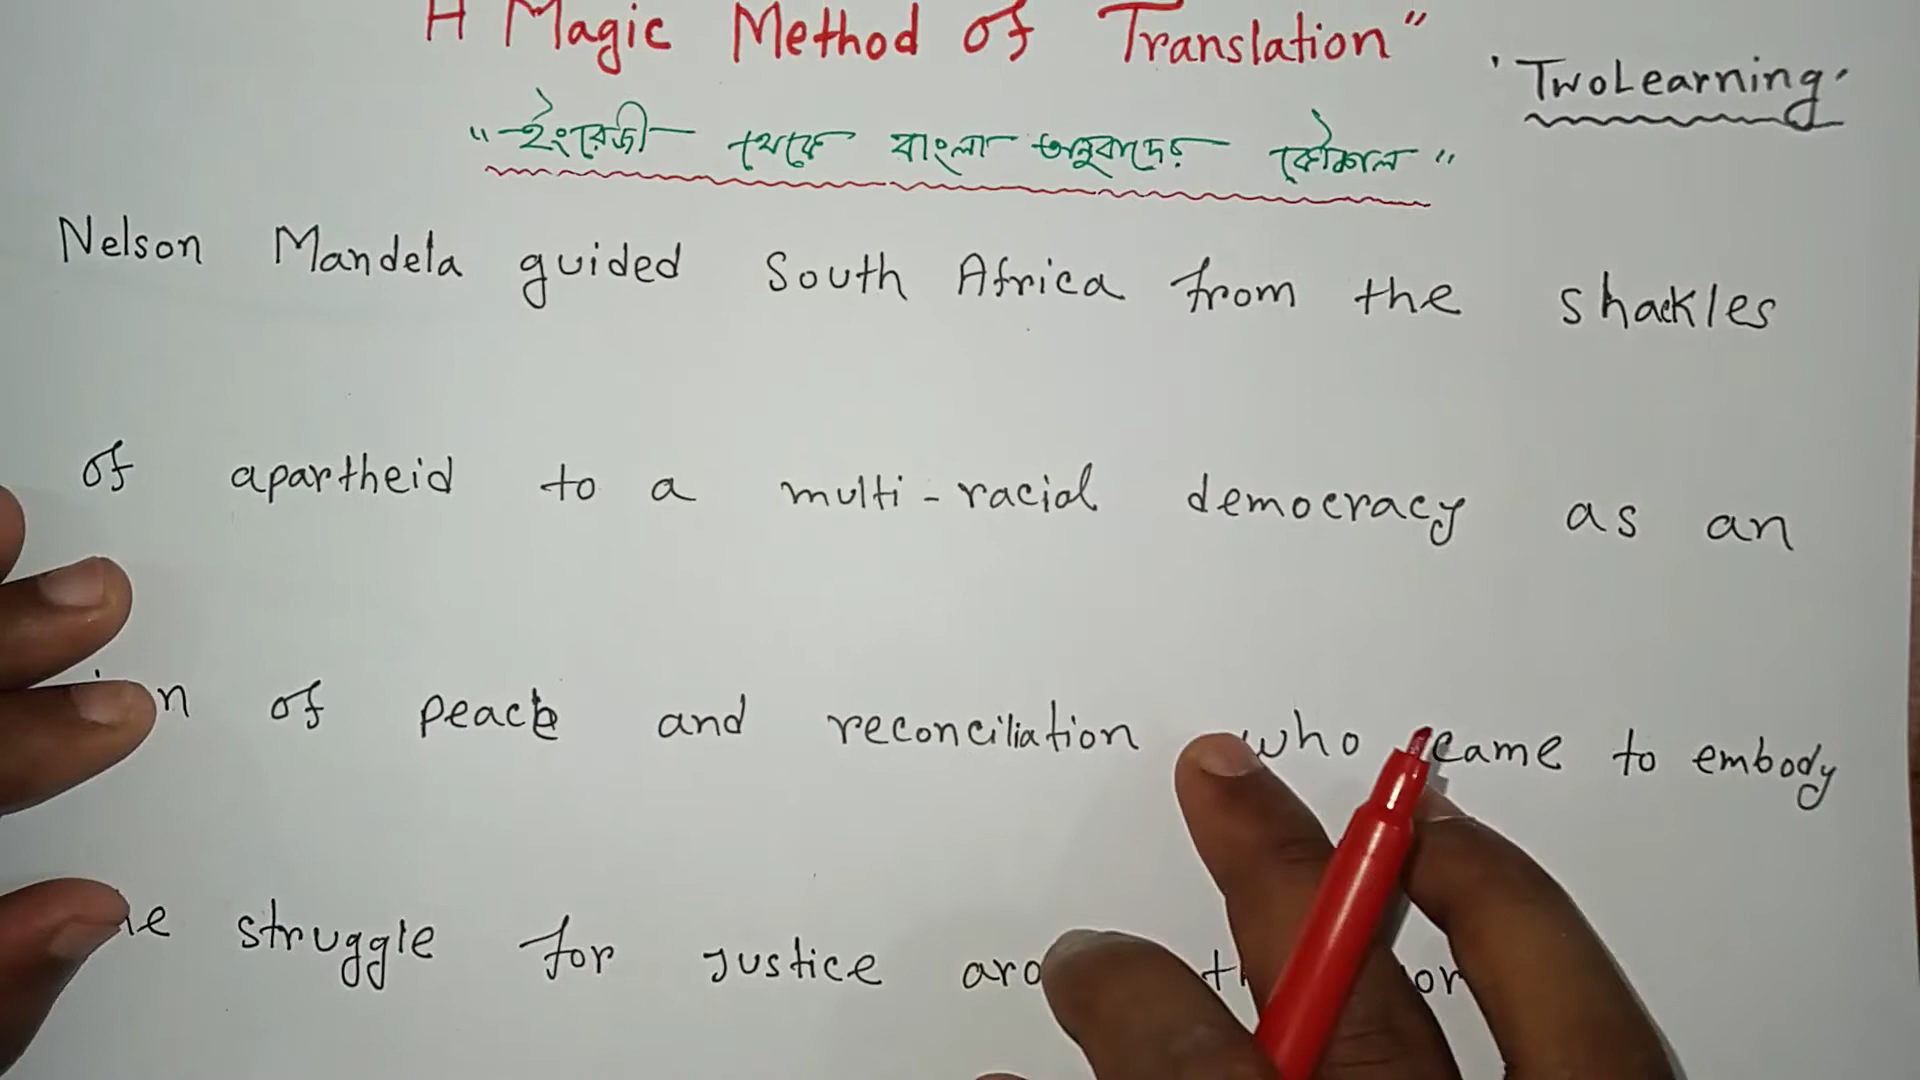 A Magic Method of Translation"
'TwoLearning'
"ইংরেজী থেকে বাংলা অনুবাদের কৌশল"
Nelson Mandela guided South Africa from the shackles
of apartheid to a multi-racial democracy as an
of peace and reconciliation who came to embody
struggle for Justice